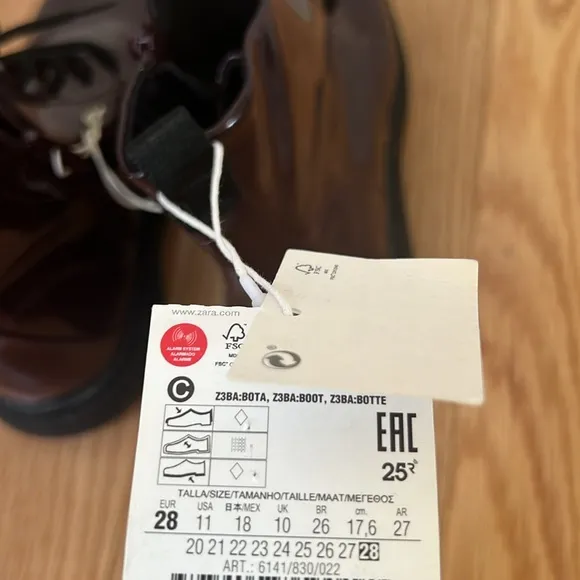 FSC
www.zara.com
ALARM SYSTEM
ALARMADO
ALARME
FSC
C
Z3BA:BOTA, Z3BA:BOOT, Z3BA:BOTTE
EAC
25
TALLA/SIZE/TAMANHO/TAILLE/MAAT/ΜΕΓΕΘΟΣ
EUR USA 日本/MEX UK BR cm. AR
28 11 18 10 26 17,6 27
20 21 22 23 24 25 26 27 28
ART.: 6141/830/022